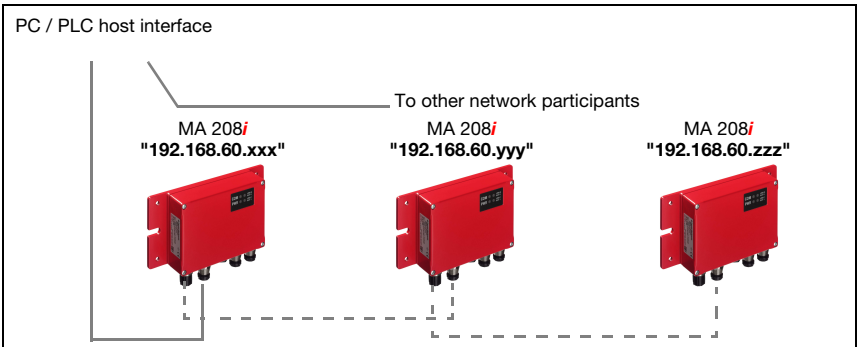 PC / PLC host interface
To other network participants
MA 208i
"192.168.60.xxx"
MA 208i
"192.168.60.yyy"
MA 208i
"192.168.60.zzz"